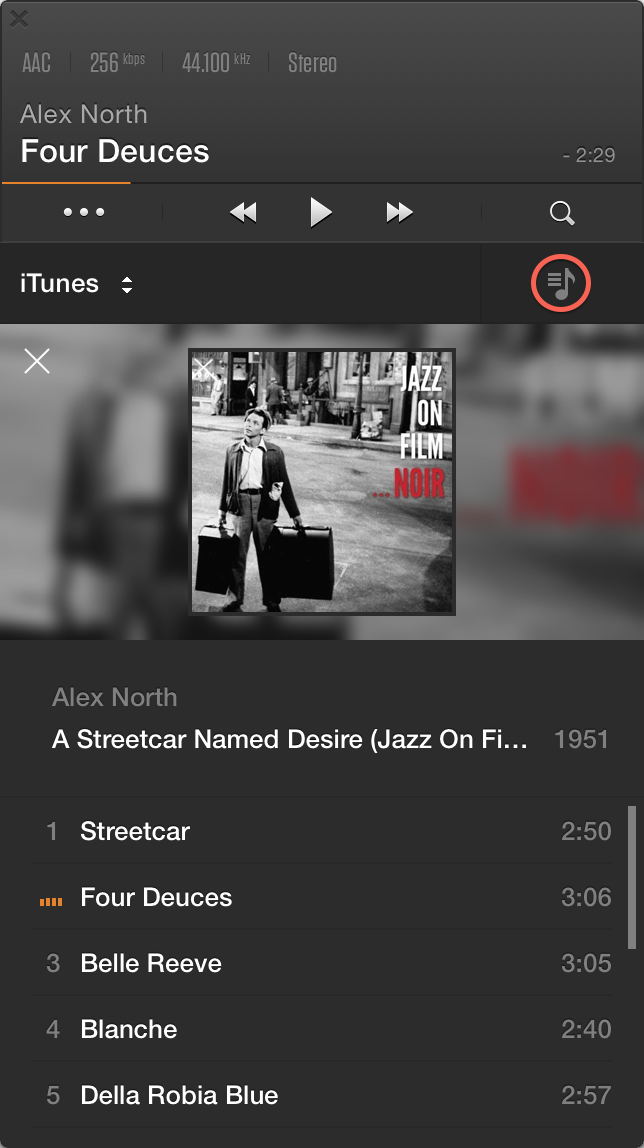 AAC 256 kbps 44.100 kHz Stereo
Alex North
Four Deuces - 2:29
iTunes
JAZZ
ON
FILM
...NOIR
NOIR
Alex North
A Streetcar Named Desire (Jazz On Fi... 1951
1 Streetcar 2:50
Four Deuces 3:06
3 Belle Reeve 3:05
4 Blanche 2:40
5 Della Robia Blue 2:57